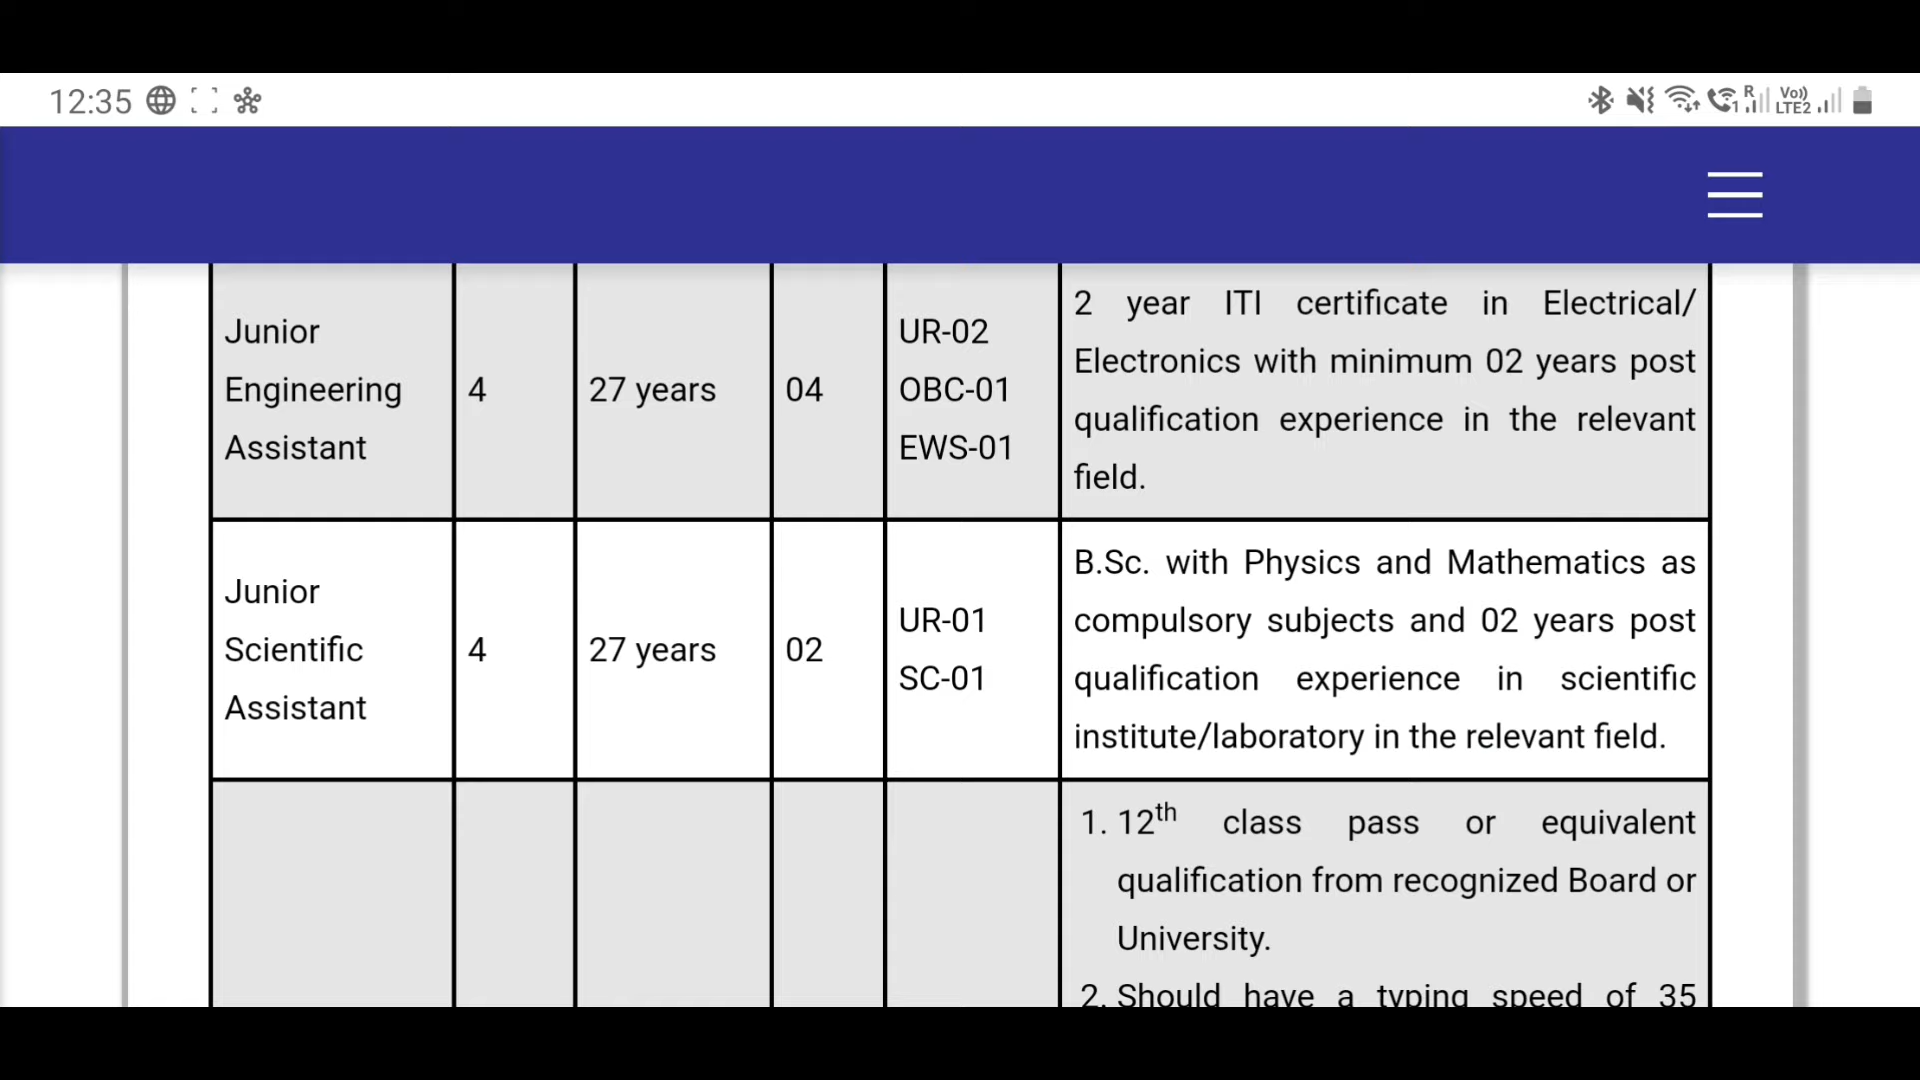 12:35
R
1
Vo))
LTE2
Junior
Engineering
Assistant
4
27 years
04
UR-02
OBC-01
EWS-01
2 year ITI certificate in Electrical/
Electronics with minimum 02 years post
qualification experience in the relevant
field.
Junior
Scientific
Assistant
4
27 years
02
UR-01
SC-01
B.Sc. with Physics and Mathematics as
compulsory subjects and 02 years post
qualification experience in scientific
institute/laboratory in the relevant field.
1. 12th class pass or equivalent
qualification from recognized Board or
University.
2. Should have a typing speed of 35